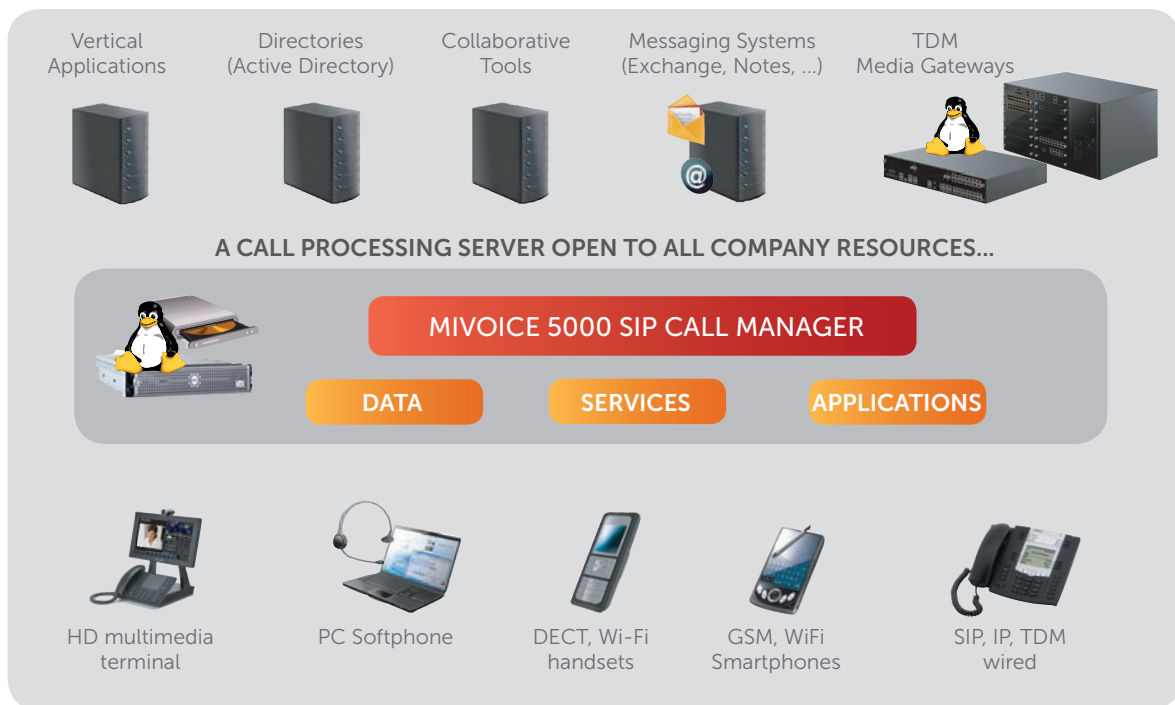 Vertical
Applications
Directories
(Active Directory)
Collaborative
Tools
Messaging Systems
(Exchange, Notes, ...)
TDM
Media Gateways
@
A CALL PROCESSING SERVER OPEN TO ALL COMPANY RESOURCES...
MIVOICE 5000 SIP CALL MANAGER
DATA
SERVICES
APPLICATIONS
HD multimedia
terminal
PC Softphone
DECT, Wi-Fi
handsets
GSM, WiFi
Smartphones
SIP, IP, TDM
wired